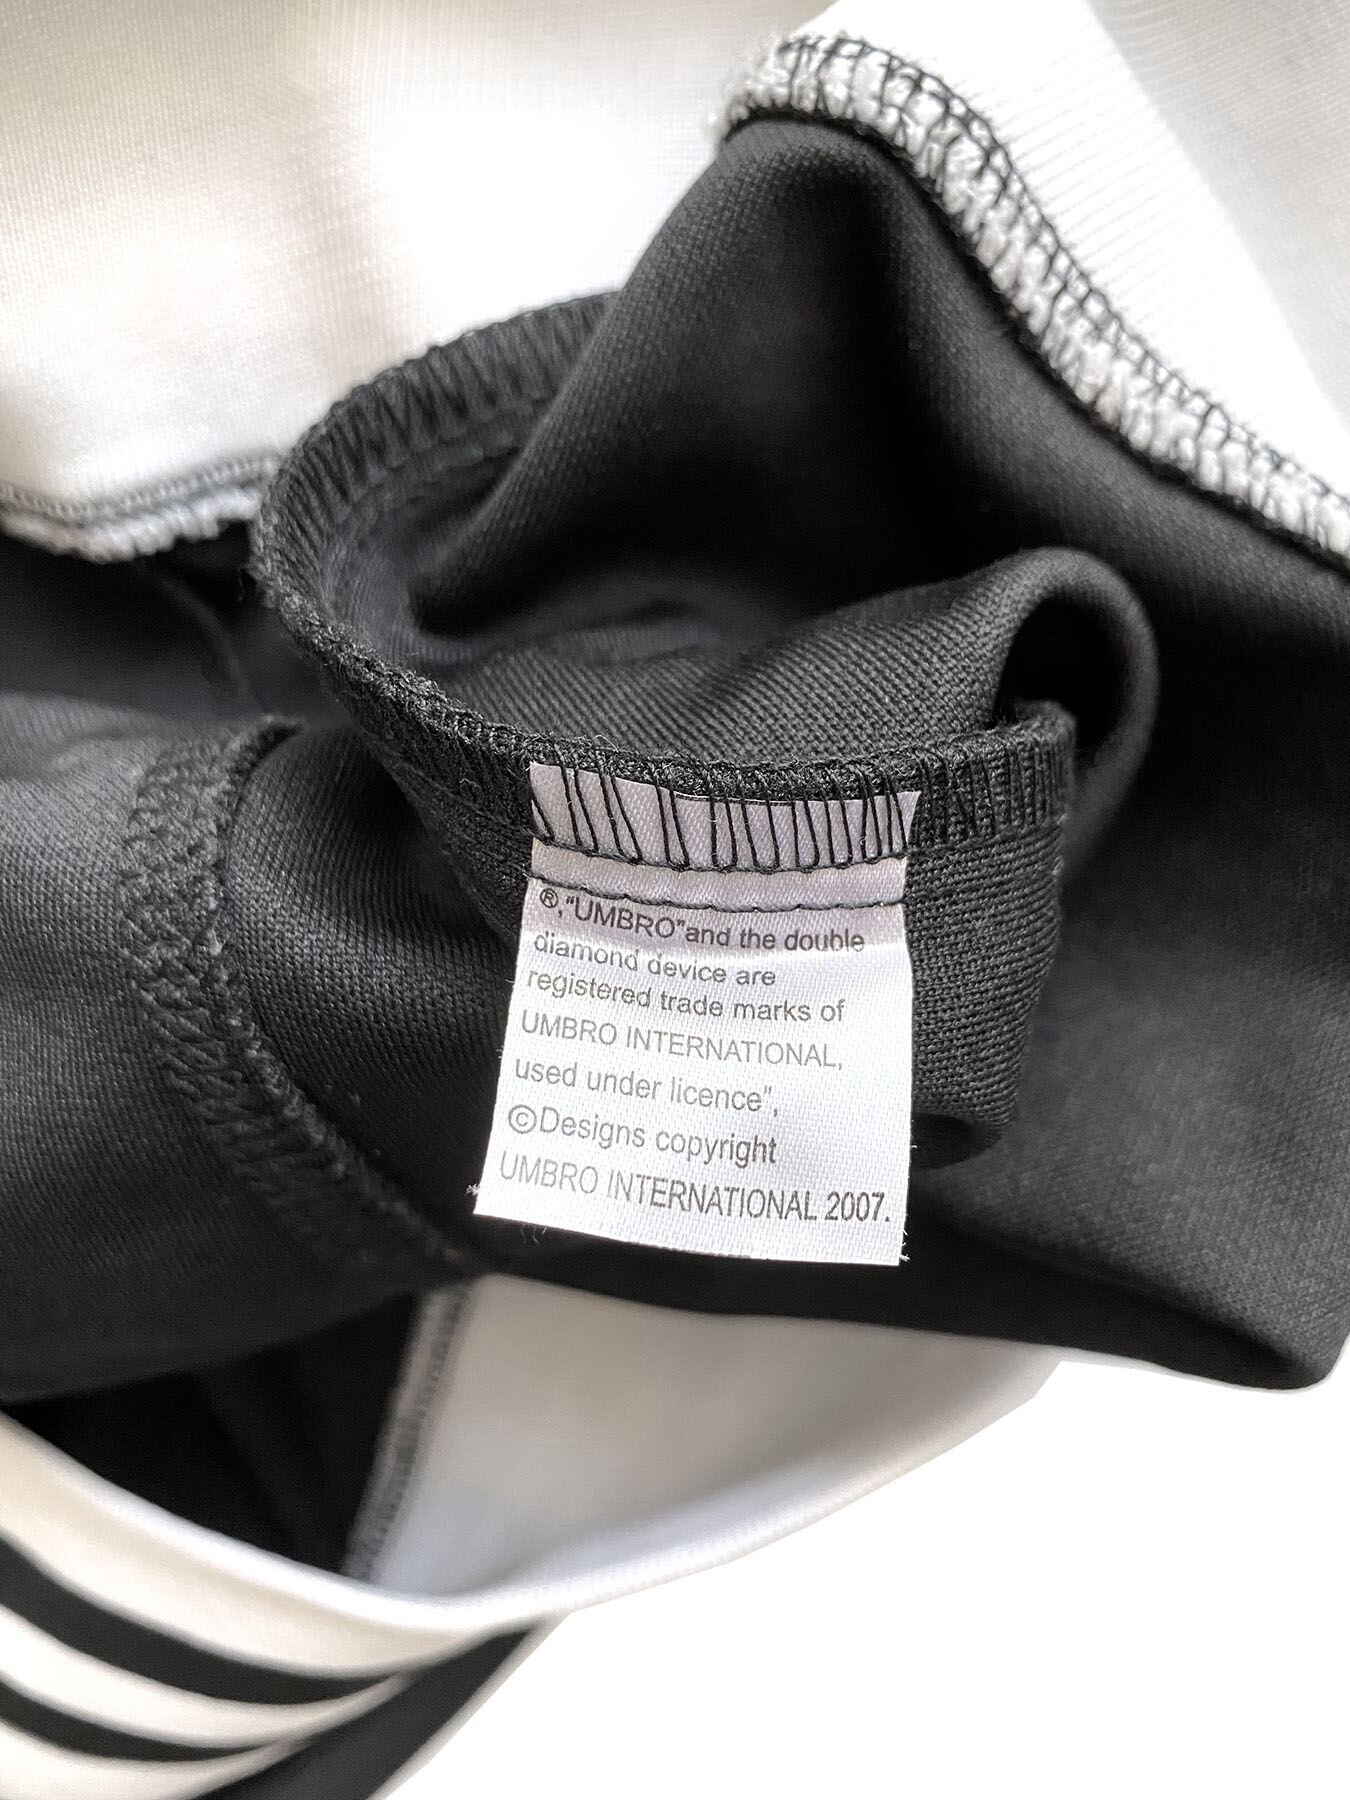 ®,"UMBRO"and the double
diamond device are
registered trade marks of
UMBRO INTERNATIONAL,
used under licence",
©Designs copyright
UMBRO INTERNATIONAL 2007.